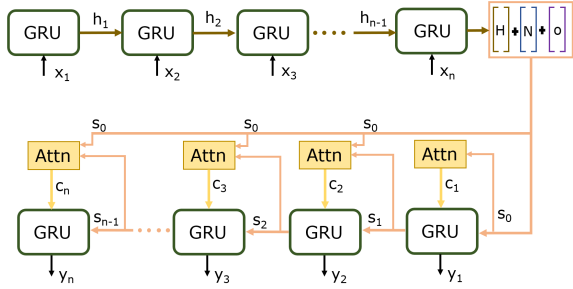 h1 h2 hn-1
GRU GRU GRU GRU [H]+[N]+[o]
x1 x2 x3 xn
s0 s0 s0
Attn Attn Attn Attn
cn c3 c2 c1
sn-1 s2 s1 s0
GRU GRU GRU GRU
yn y3 y2 y1